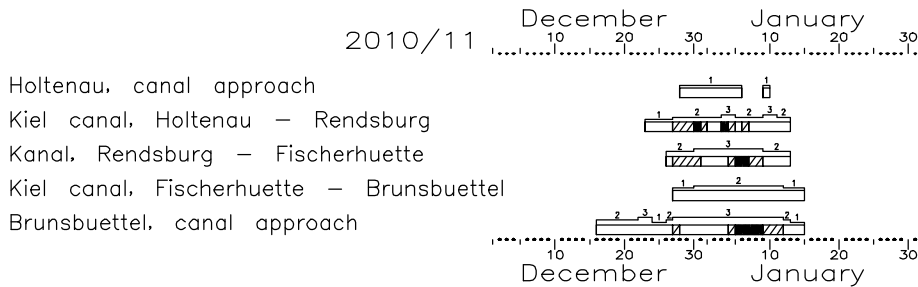 December January
2010/11 10 20 30 10 20 30
Holtenau, canal approach 1 1
Kiel canal, Holtenau – Rendsburg 1 2 3 2 3 2
Kanal, Rendsburg – Fischerhuette 2 3 2
Kiel canal, Fischerhuette – Brunsbuettel 1 2 1
Brunsbuettel, canal approach 2 3 1 2 3 2 1
10 20 30 10 20 30
December January